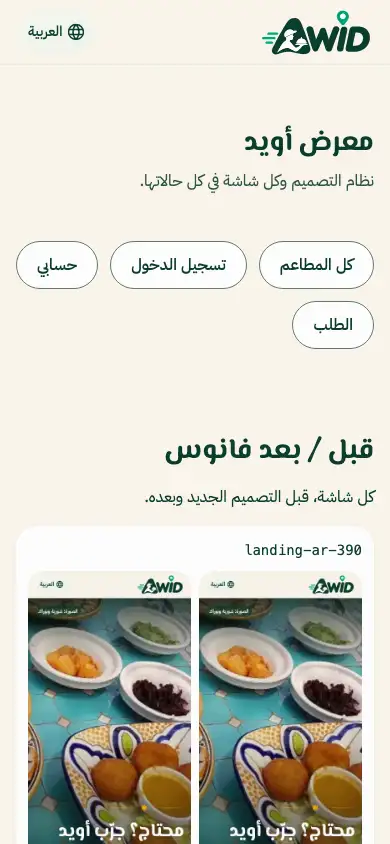 AWID
العربية
معرض أويد
نظام التصميم وكل شاشة في كل حالاتها.
كل المطاعم
تسجيل الدخول
حسابي
الطلب
قبل / بعد فانوس
كل شاشة، قبل التصميم الجديد وبعده.
landing-ar-390
AWID
العربية
محتاج؟ جرّب أويد
AWID
العربية
محتاج؟ جرّب أويد